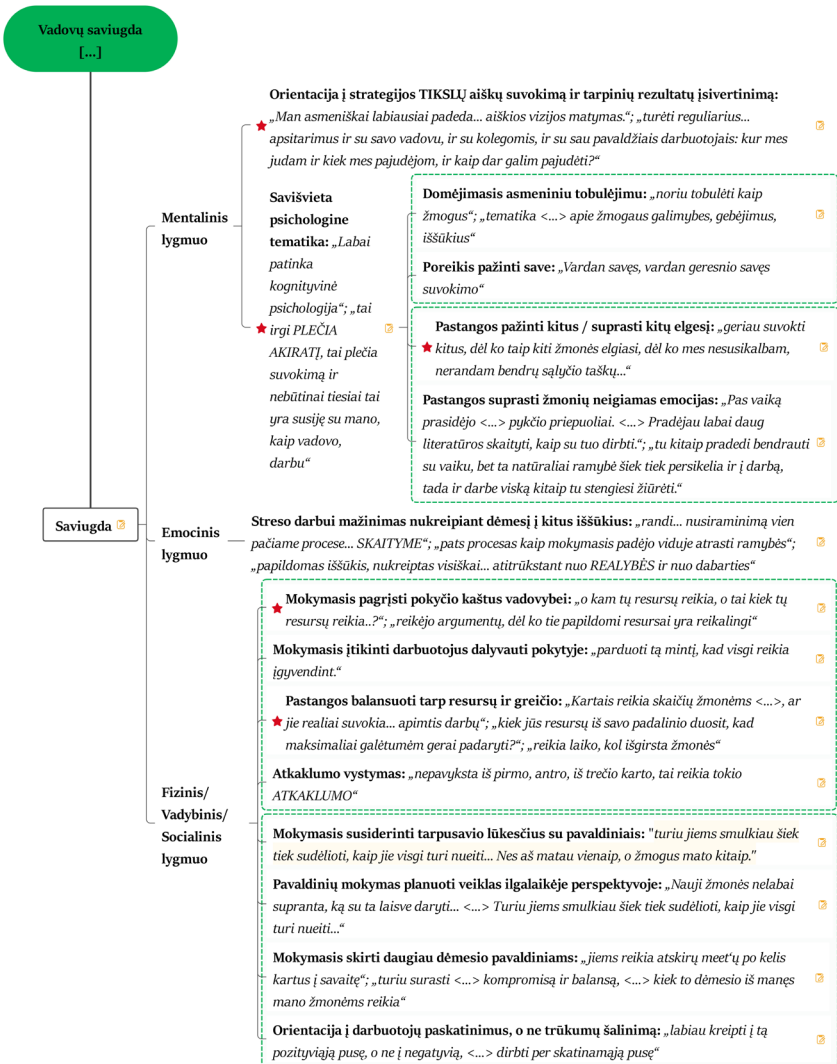 Vadovų saviugda
[...]
Orientacija į strategijos TIKSLŲ aiškų suvokimą ir tarpinių rezultatų įsivertinimą:
„Man asmeniškai labiausiai padeda... aiškios vizijos matymas.“; „turėti reguliarius...
apsitarimus ir su savo vadovu, ir su kolegomis, ir su sau pavaldžiais darbuotojais: kur mes
judam ir kiek mes pajudėjom, ir kaip dar galim pajudėti?“
Mentalinis
lygmuo
Savišvieta
psichologine
tematika: „Labai
patinka
kognityvinė
psichologija“; „tai
irgi PLEČIA
AKIRATĮ, tai plečia
suvokimą ir
nebūtinai tiesiai tai
yra susiję su mano,
kaip vadovo,
darbu“
Domėjimasis asmeniniu tobulėjimu: „noriu tobulėti kaip
žmogus“; „tematika <...> apie žmogaus galimybes, gebėjimus,
iššūkius“
Poreikis pažinti save: „Vardan savęs, vardan geresnio savęs
suvokimo“
Pastangos pažinti kitus / suprasti kitų elgesį: „geriau suvokti
kitus, dėl ko taip kiti žmonės elgiasi, dėl ko mes nesusikalbam,
nerandam bendrų sąlyčio taškų...“
Pastangos suprasti žmonių neigiamas emocijas: „Pas vaiką
prasidėjo <...> pykčio priepuoliai. <...> Pradėjau labai daug
literatūros skaityti, kaip su tuo dirbti.“; „tu kitaip pradedi bendrauti
su vaiku, bet ta natūraliai ramybė šiek tiek persikelia ir į darbą,
tada ir darbe viską kitaip tu stengiesi žiūrėti.“
Saviugda
Emocinis
lygmuo
Streso darbui mažinimas nukreipiant dėmesį į kitus iššūkius: „randi... nusiraminimą vien
pačiame procese... SKAITYME“; „pats procesas kaip mokymasis padėjo viduje atrasti ramybės“;
„papildomas iššūkis, nukreiptas visiškai... atitrūkstant nuo REALYBĖS ir nuo dabarties“
Fizinis/
Vadybinis/
Socialinis
lygmuo
Mokymasis pagrįsti pokyčio kaštus vadovybei: „o kam tų resursų reikia, o tai kiek tų
resursų reikia..?“; „reikėjo argumentų, dėl ko tie papildomi resursai yra reikalingi“
Mokymasis įtikinti darbuotojus dalyvauti pokytyje: „parduoti tą mintį, kad visgi reikia
įgyvendint.“
Pastangos balansuoti tarp resursų ir greičio: „Kartais reikia skaičių žmonėms <...>, ar
jie realiai suvokia... apimtis darbų“; „kiek jūs resursų iš savo padalinio duosit, kad
maksimaliai galėtumėm gerai padaryti?“; „reikia laiko, kol išgirsta žmonės“
Atkaklumo vystymas: „nepavyksta iš pirmo, antro, iš trečio karto, tai reikia tokio
ATKAKLUMO“
Mokymasis susiderinti tarpusavio lūkesčius su pavaldiniais: "turiu jiems smulkiau šiek
tiek sudėlioti, kaip jie visgi turi nueiti... Nes aš matau vienaip, o žmogus mato kitaip."
Pavaldinių mokymas planuoti veiklas ilgalaikėje perspektyvoje: „Nauji žmonės nelabai
supranta, ką su ta laisve daryti... <...> Turiu jiems smulkiau šiek tiek sudėlioti, kaip jie visgi
turi nueiti...“
Mokymasis skirti daugiau dėmesio pavaldiniams: „jiems reikia atskirų meet‘ų po kelis
kartus į savaitę“; „turiu surasti <...> kompromisą ir balansą, <...> kiek to dėmesio iš manęs
mano žmonėms reikia“
Orientacija į darbuotojų paskatinimus, o ne trūkumų šalinimą: „labiau kreipti į tą
pozityviąją pusę, o ne į negatyvią, <...> dirbti per skatinamąją pusę“